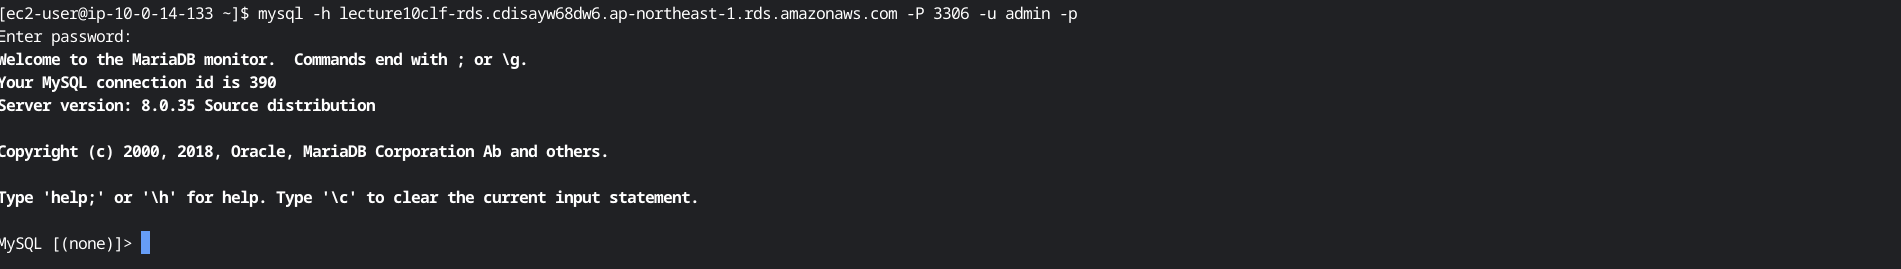 [ec2-user@ip-10-0-14-133 ~]$ mysql -h lecture10clf-rds.cdisayw68dw6.ap-northeast-1.rds.amazonaws.com -P 3306 -u admin -p
Enter password:
Welcome to the MariaDB monitor.  Commands end with ; or \g.
Your MySQL connection id is 390
Server version: 8.0.35 Source distribution
Copyright (c) 2000, 2018, Oracle, MariaDB Corporation Ab and others.
Type 'help;' or '\h' for help. Type '\c' to clear the current input statement.
MySQL [(none)]>